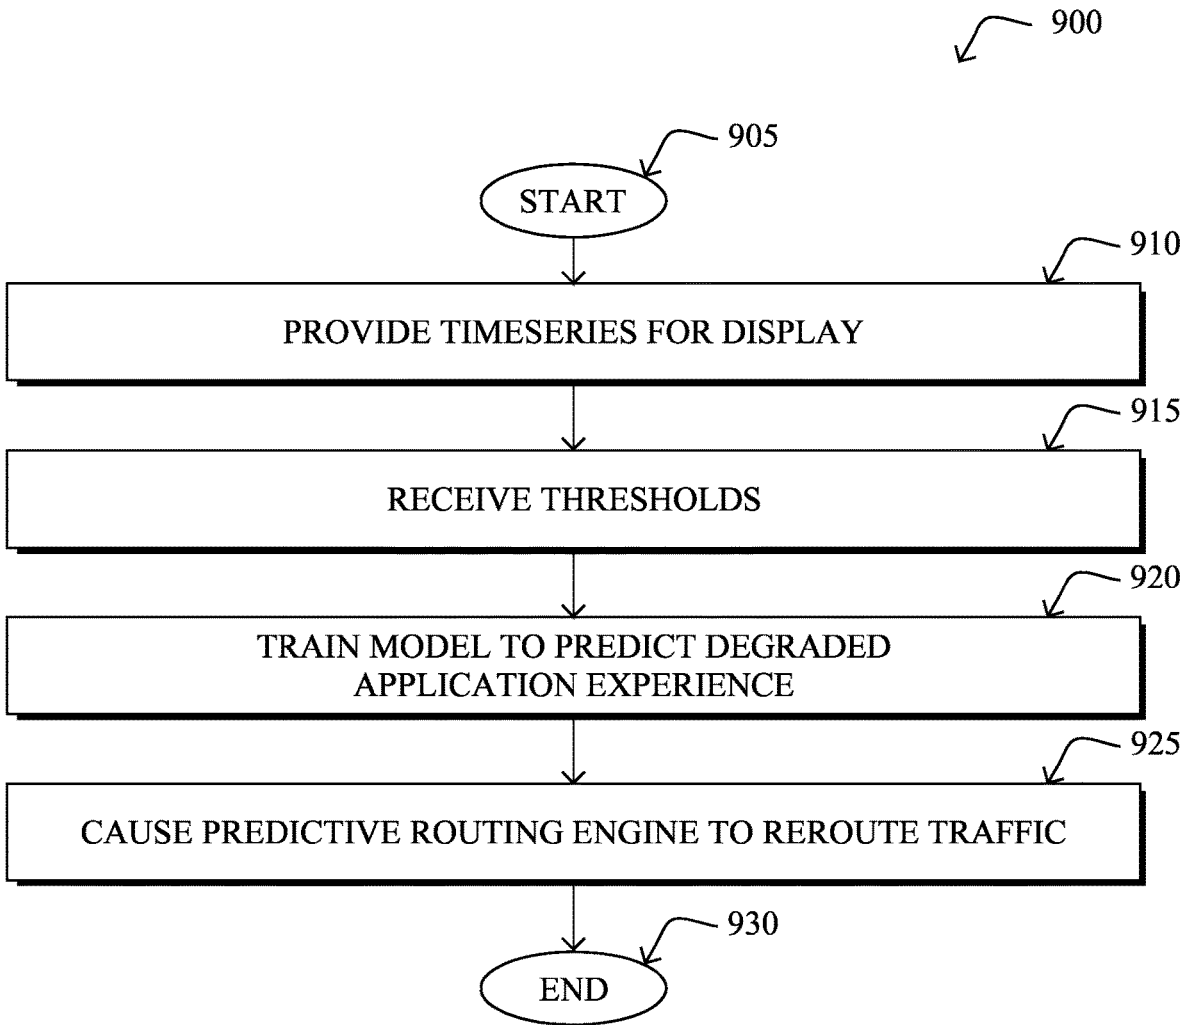 900
905
START
910
PROVIDE TIMESERIES FOR DISPLAY
915
RECEIVE THRESHOLDS
920
TRAIN MODEL TO PREDICT DEGRADED
APPLICATION EXPERIENCE
925
CAUSE PREDICTIVE ROUTING ENGINE TO REROUTE TRAFFIC
930
END